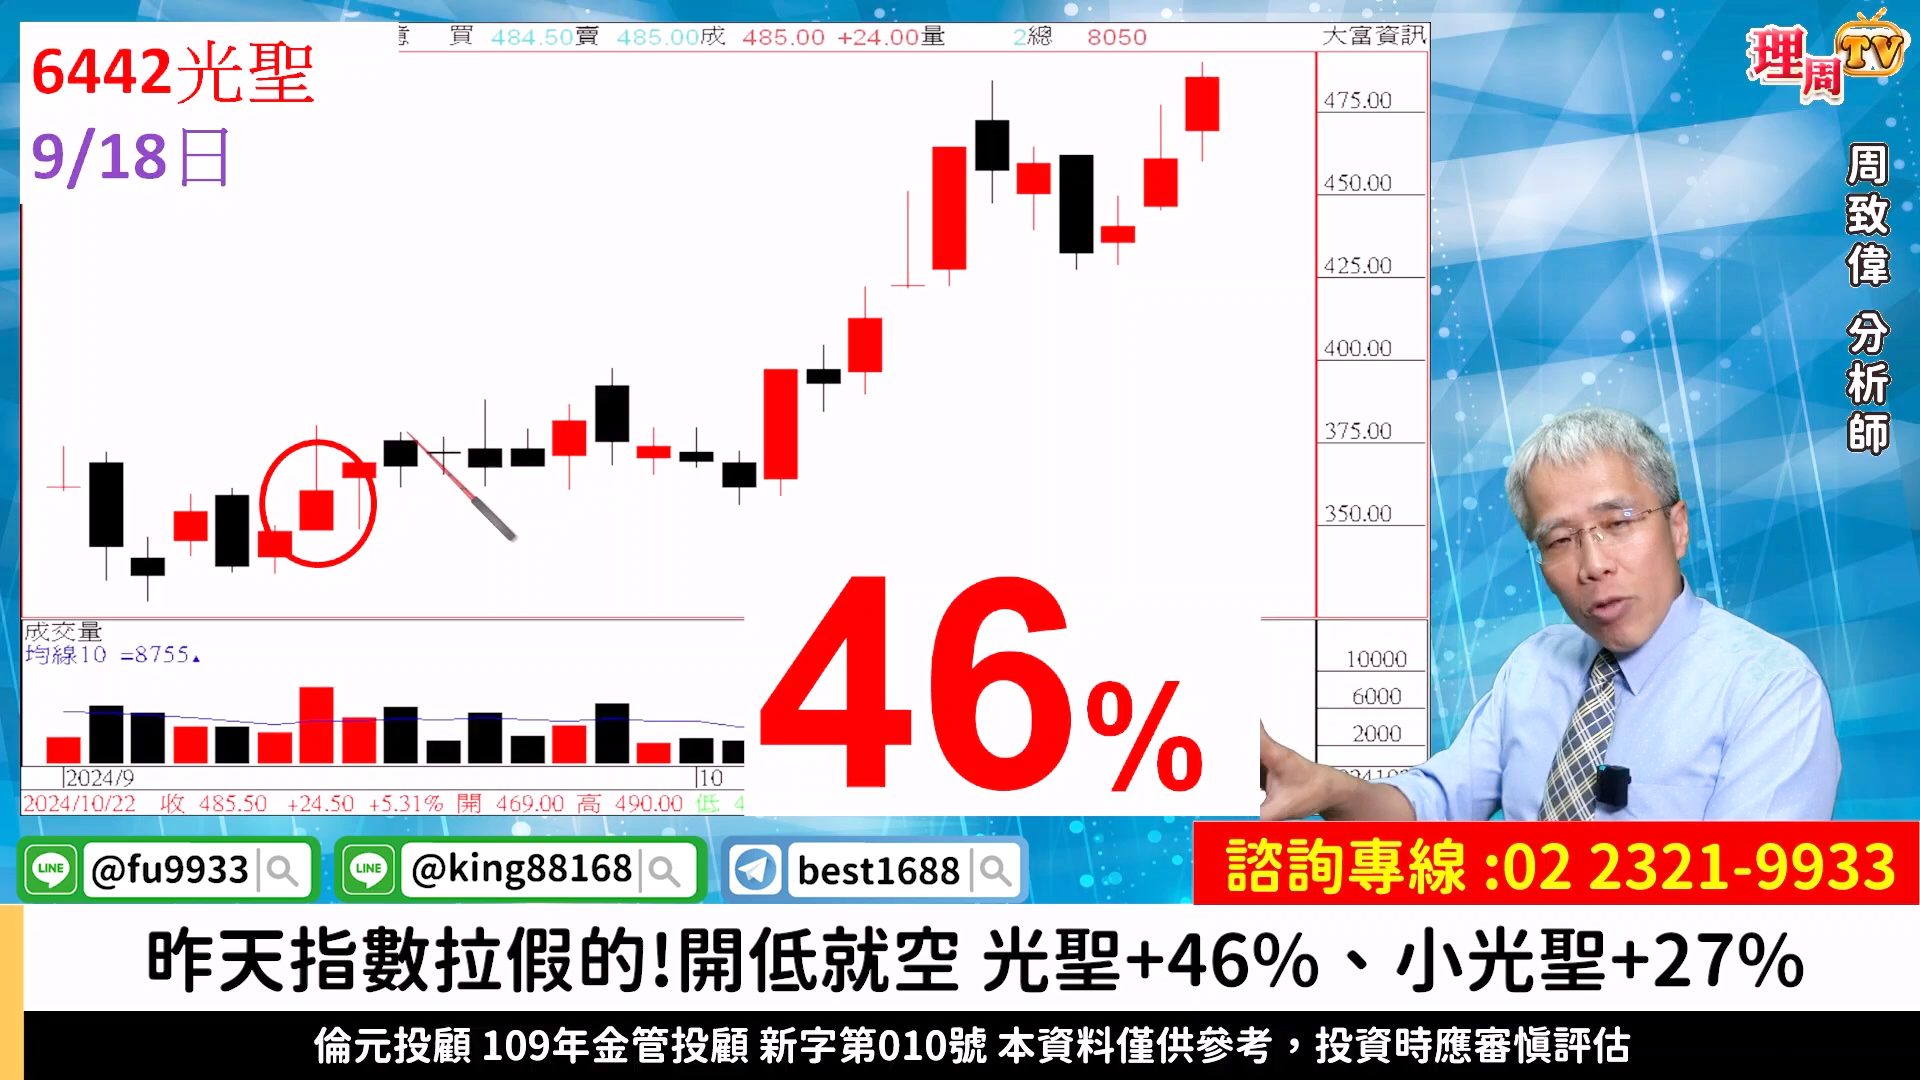 6442光聖
9/18日
買 484.50賣 485.00成 485.00 +24.00量 2總 8050
大富資訊
理周TV
周致偉 分析師
475.00
450.00
425.00
400.00
375.00
350.00
46%
成交量
均線10 =8755▲
10000
6000
2000
2024/9
10
2024/10/22 收 485.50 +24.50 +5.31% 開 469.00 高 490.00 低 4
LINE @fu9933
LINE @king88168
best1688
諮詢專線 :02 2321-9933
昨天指數拉假的!開低就空 光聖+46%、小光聖+27%
倫元投顧 109年金管投顧 新字第010號 本資料僅供參考，投資時應審慎評估